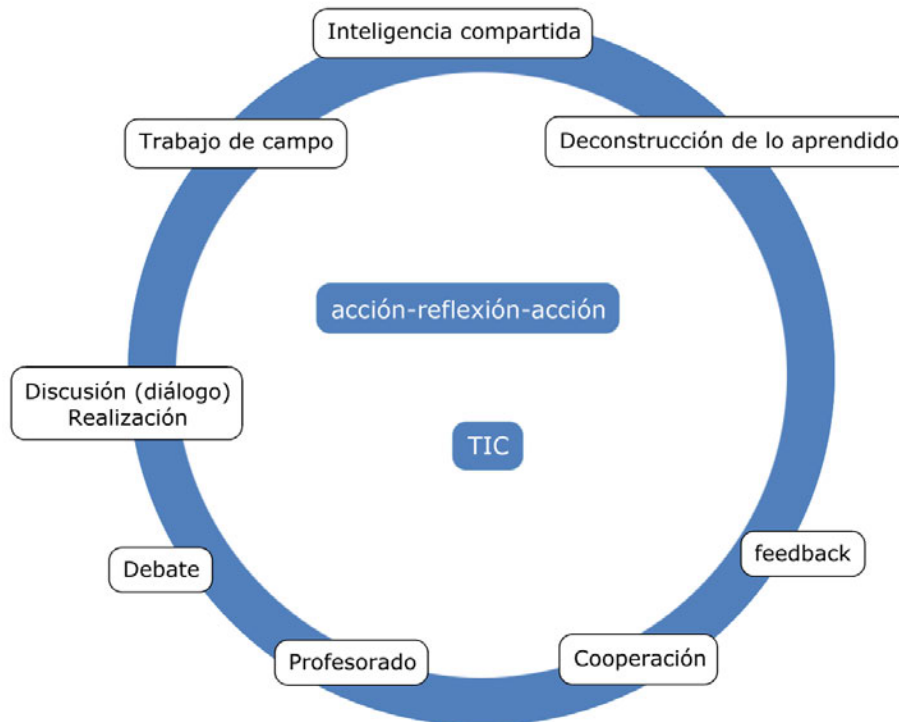 Inteligencia compartida
Trabajo de campo
Deconstrucción de lo aprendido
acción-reflexión-acción
Discusión (diálogo)
Realización
TIC
Debate
feedback
Profesorado
Cooperación